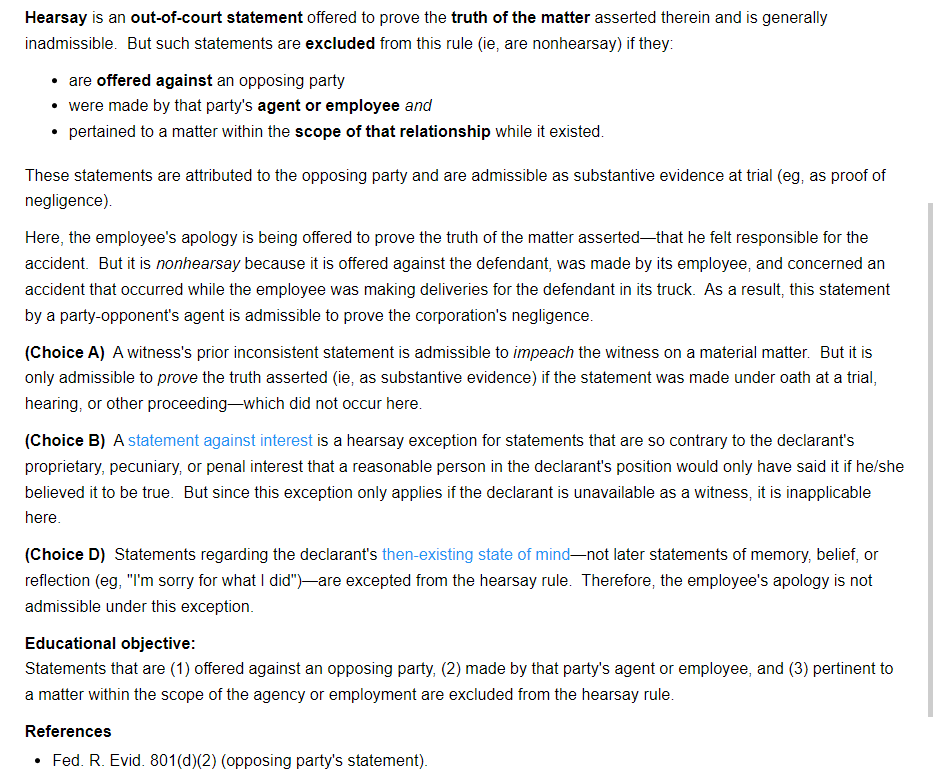 Hearsay is an out-of-court statement offered to prove the truth of the matter asserted therein and is generally
inadmissible.  But such statements are excluded from this rule (ie, are nonhearsay) if they:
• are offered against an opposing party
• were made by that party's agent or employee and
• pertained to a matter within the scope of that relationship while it existed.
These statements are attributed to the opposing party and are admissible as substantive evidence at trial (eg, as proof of
negligence).
Here, the employee's apology is being offered to prove the truth of the matter asserted—that he felt responsible for the
accident.  But it is nonhearsay because it is offered against the defendant, was made by its employee, and concerned an
accident that occurred while the employee was making deliveries for the defendant in its truck.  As a result, this statement
by a party-opponent's agent is admissible to prove the corporation's negligence.
(Choice A)  A witness's prior inconsistent statement is admissible to impeach the witness on a material matter.  But it is
only admissible to prove the truth asserted (ie, as substantive evidence) if the statement was made under oath at a trial,
hearing, or other proceeding—which did not occur here.
(Choice B)  A statement against interest is a hearsay exception for statements that are so contrary to the declarant's
proprietary, pecuniary, or penal interest that a reasonable person in the declarant's position would only have said it if he/she
believed it to be true.  But since this exception only applies if the declarant is unavailable as a witness, it is inapplicable
here.
(Choice D)  Statements regarding the declarant's then-existing state of mind—not later statements of memory, belief, or
reflection (eg, "I'm sorry for what I did")—are excepted from the hearsay rule.  Therefore, the employee's apology is not
admissible under this exception.
Educational objective:
Statements that are (1) offered against an opposing party, (2) made by that party's agent or employee, and (3) pertinent to
a matter within the scope of the agency or employment are excluded from the hearsay rule.
References
• Fed. R. Evid. 801(d)(2) (opposing party's statement).